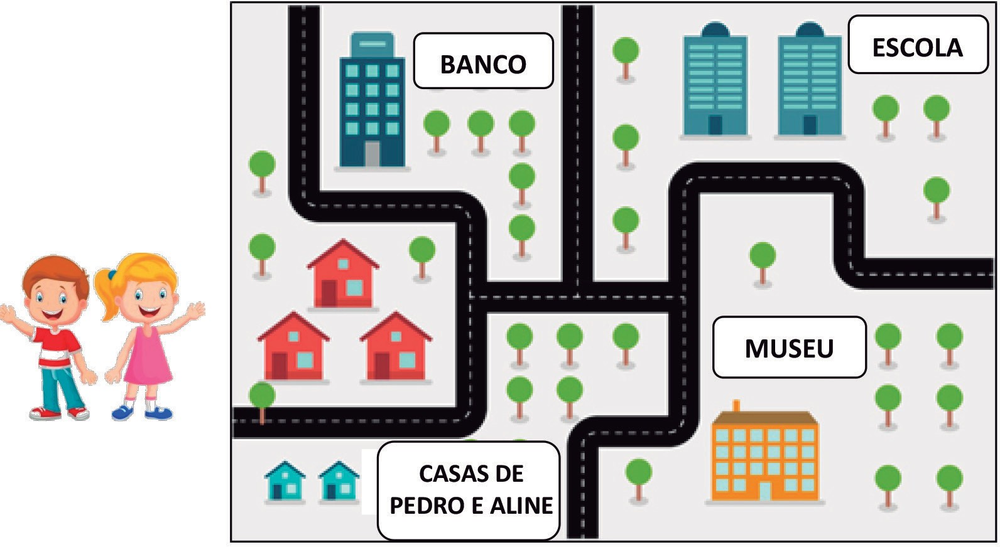 BANCO
ESCOLA
MUSEU
CASAS DE
PEDRO E ALINE